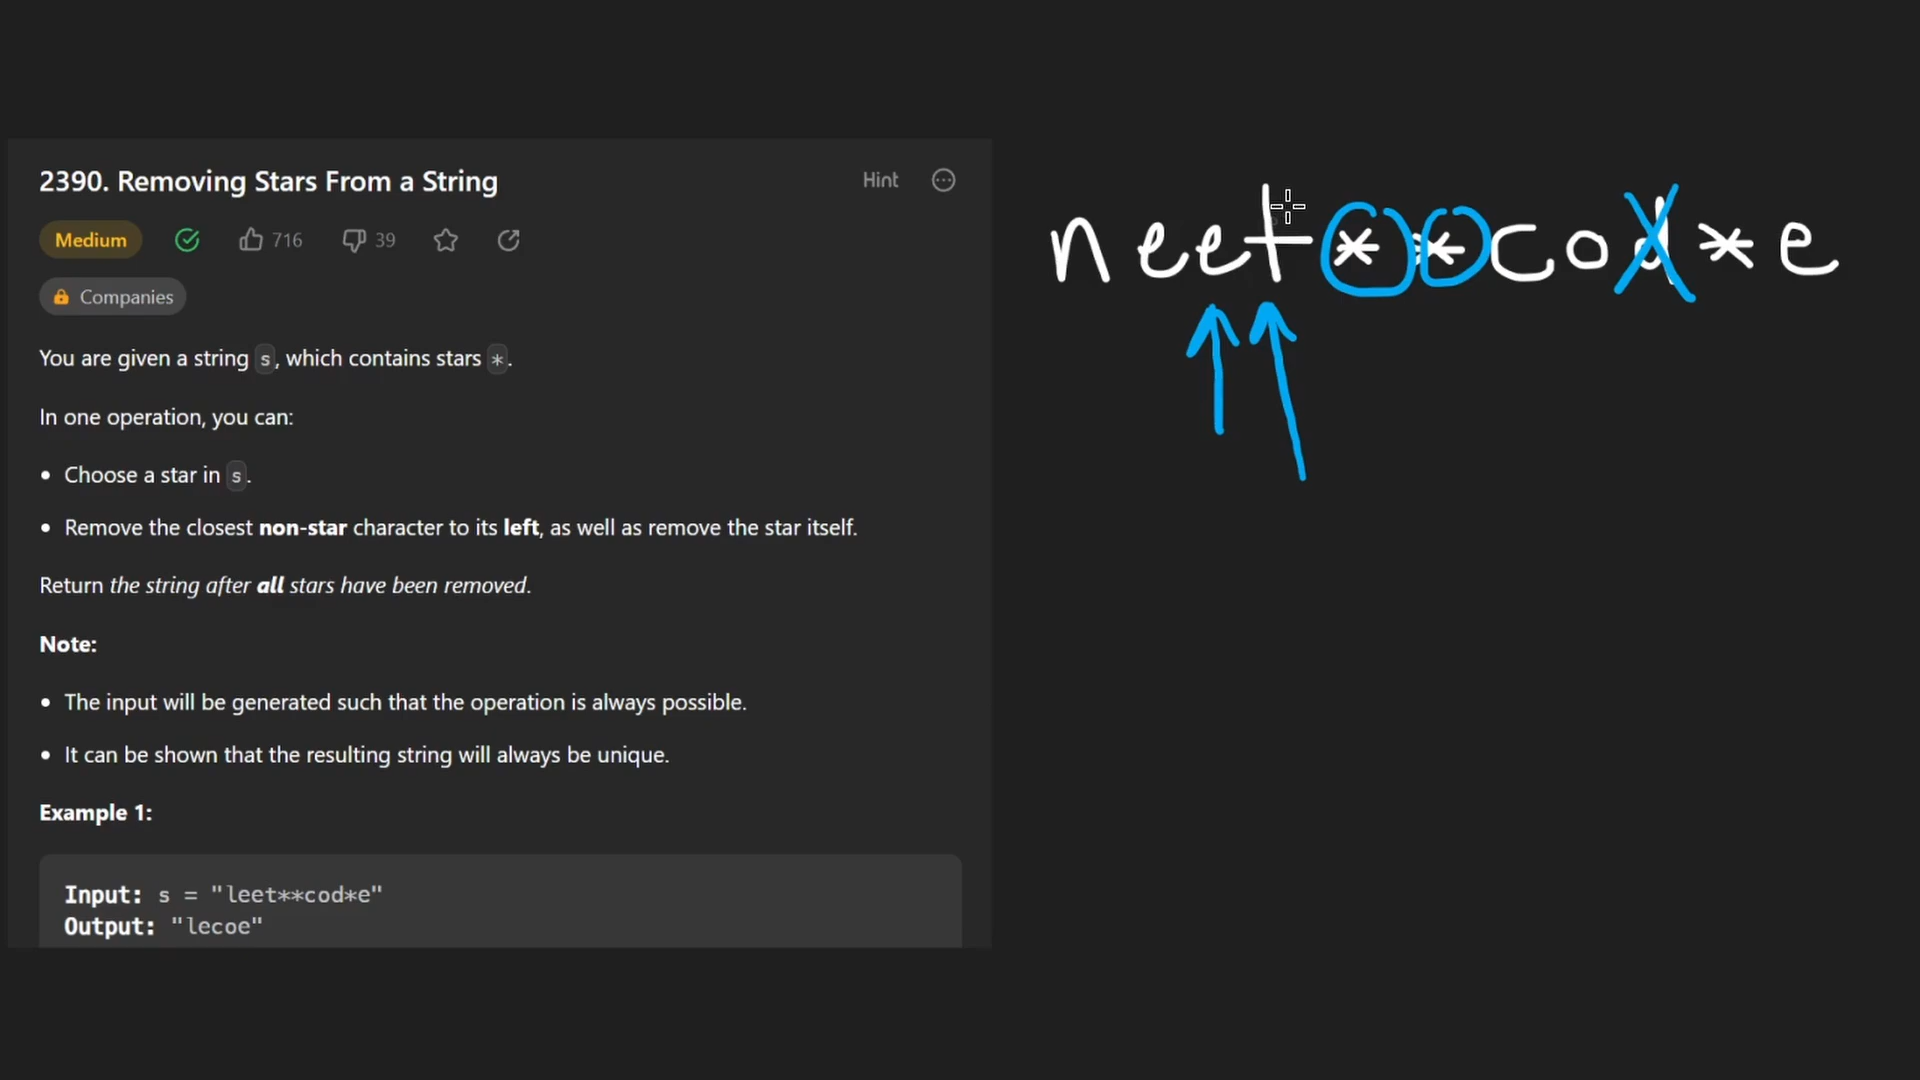 2390. Removing Stars From a String
Hint
Medium
716
39
Companies
You are given a string s, which contains stars *.
In one operation, you can:
• Choose a star in s.
• Remove the closest non-star character to its left, as well as remove the star itself.
Return the string after all stars have been removed.
Note:
• The input will be generated such that the operation is always possible.
• It can be shown that the resulting string will always be unique.
Example 1:
Input: s = "leet**cod*e"
Output: "lecoe"
neet**cod*e